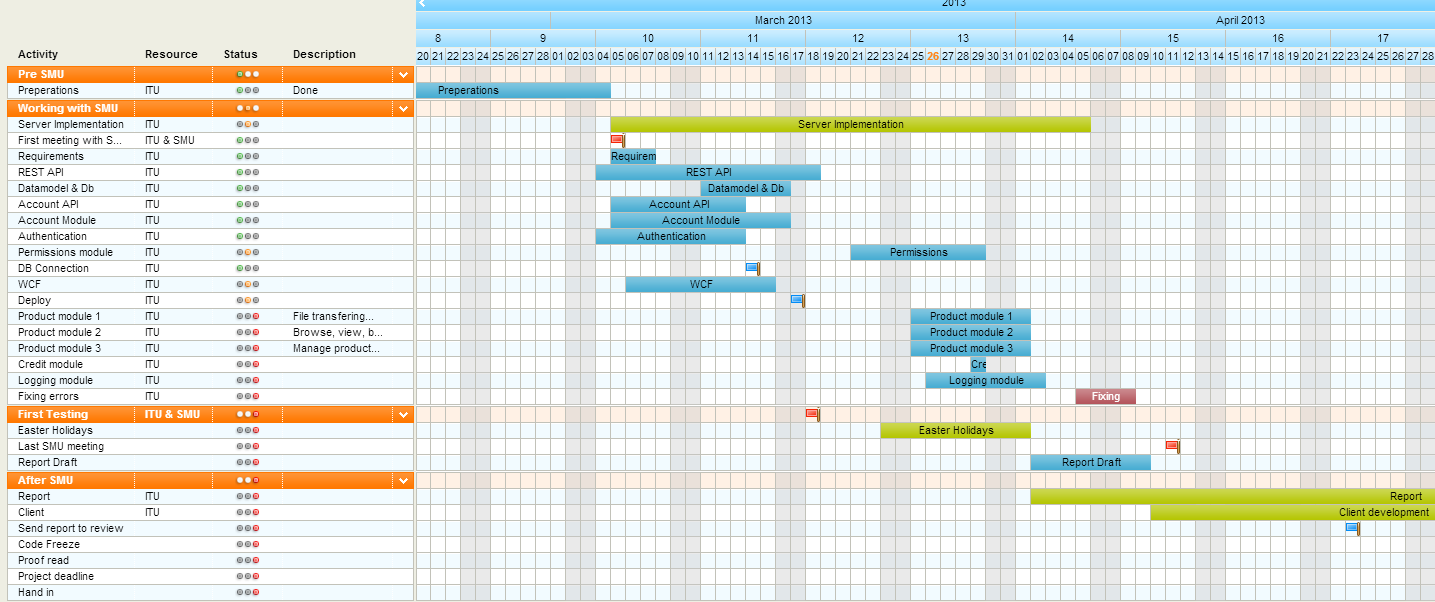 2013
March 2013 April 2013
8 9 10 11 12 13 14 15 16 17
Activity Resource Status Description 20 21 22 23 24 25 26 27 28 01 02 03 04 05 06 07 08 09 10 11 12 13 14 15 16 17 18 19 20 21 22 23 24 25 26 27 28 29 30 31 01 02 03 04 05 06 07 08 09 10 11 12 13 14 15 16 17 18 19 20 21 22 23 24 25 26 27 28
Pre SMU
Preperations ITU Done Preperations
Working with SMU
Server Implementation ITU Server Implementation
First meeting with S... ITU & SMU
Requirements ITU Requirem
REST API ITU REST API
Datamodel & Db ITU Datamodel & Db
Account API ITU Account API
Account Module ITU Account Module
Authentication ITU Authentication
Permissions module ITU Permissions
DB Connection ITU
WCF ITU WCF
Deploy ITU
Product module 1 ITU File transfering... Product module 1
Product module 2 ITU Browse, view, b... Product module 2
Product module 3 ITU Manage product... Product module 3
Credit module ITU Cre
Logging module ITU Logging module
Fixing errors ITU Fixing
First Testing ITU & SMU
Easter Holidays Easter Holidays
Last SMU meeting
Report Draft Report Draft
After SMU
Report ITU Report
Client ITU Client development
Send report to review
Code Freeze
Proof read
Project deadline
Hand in